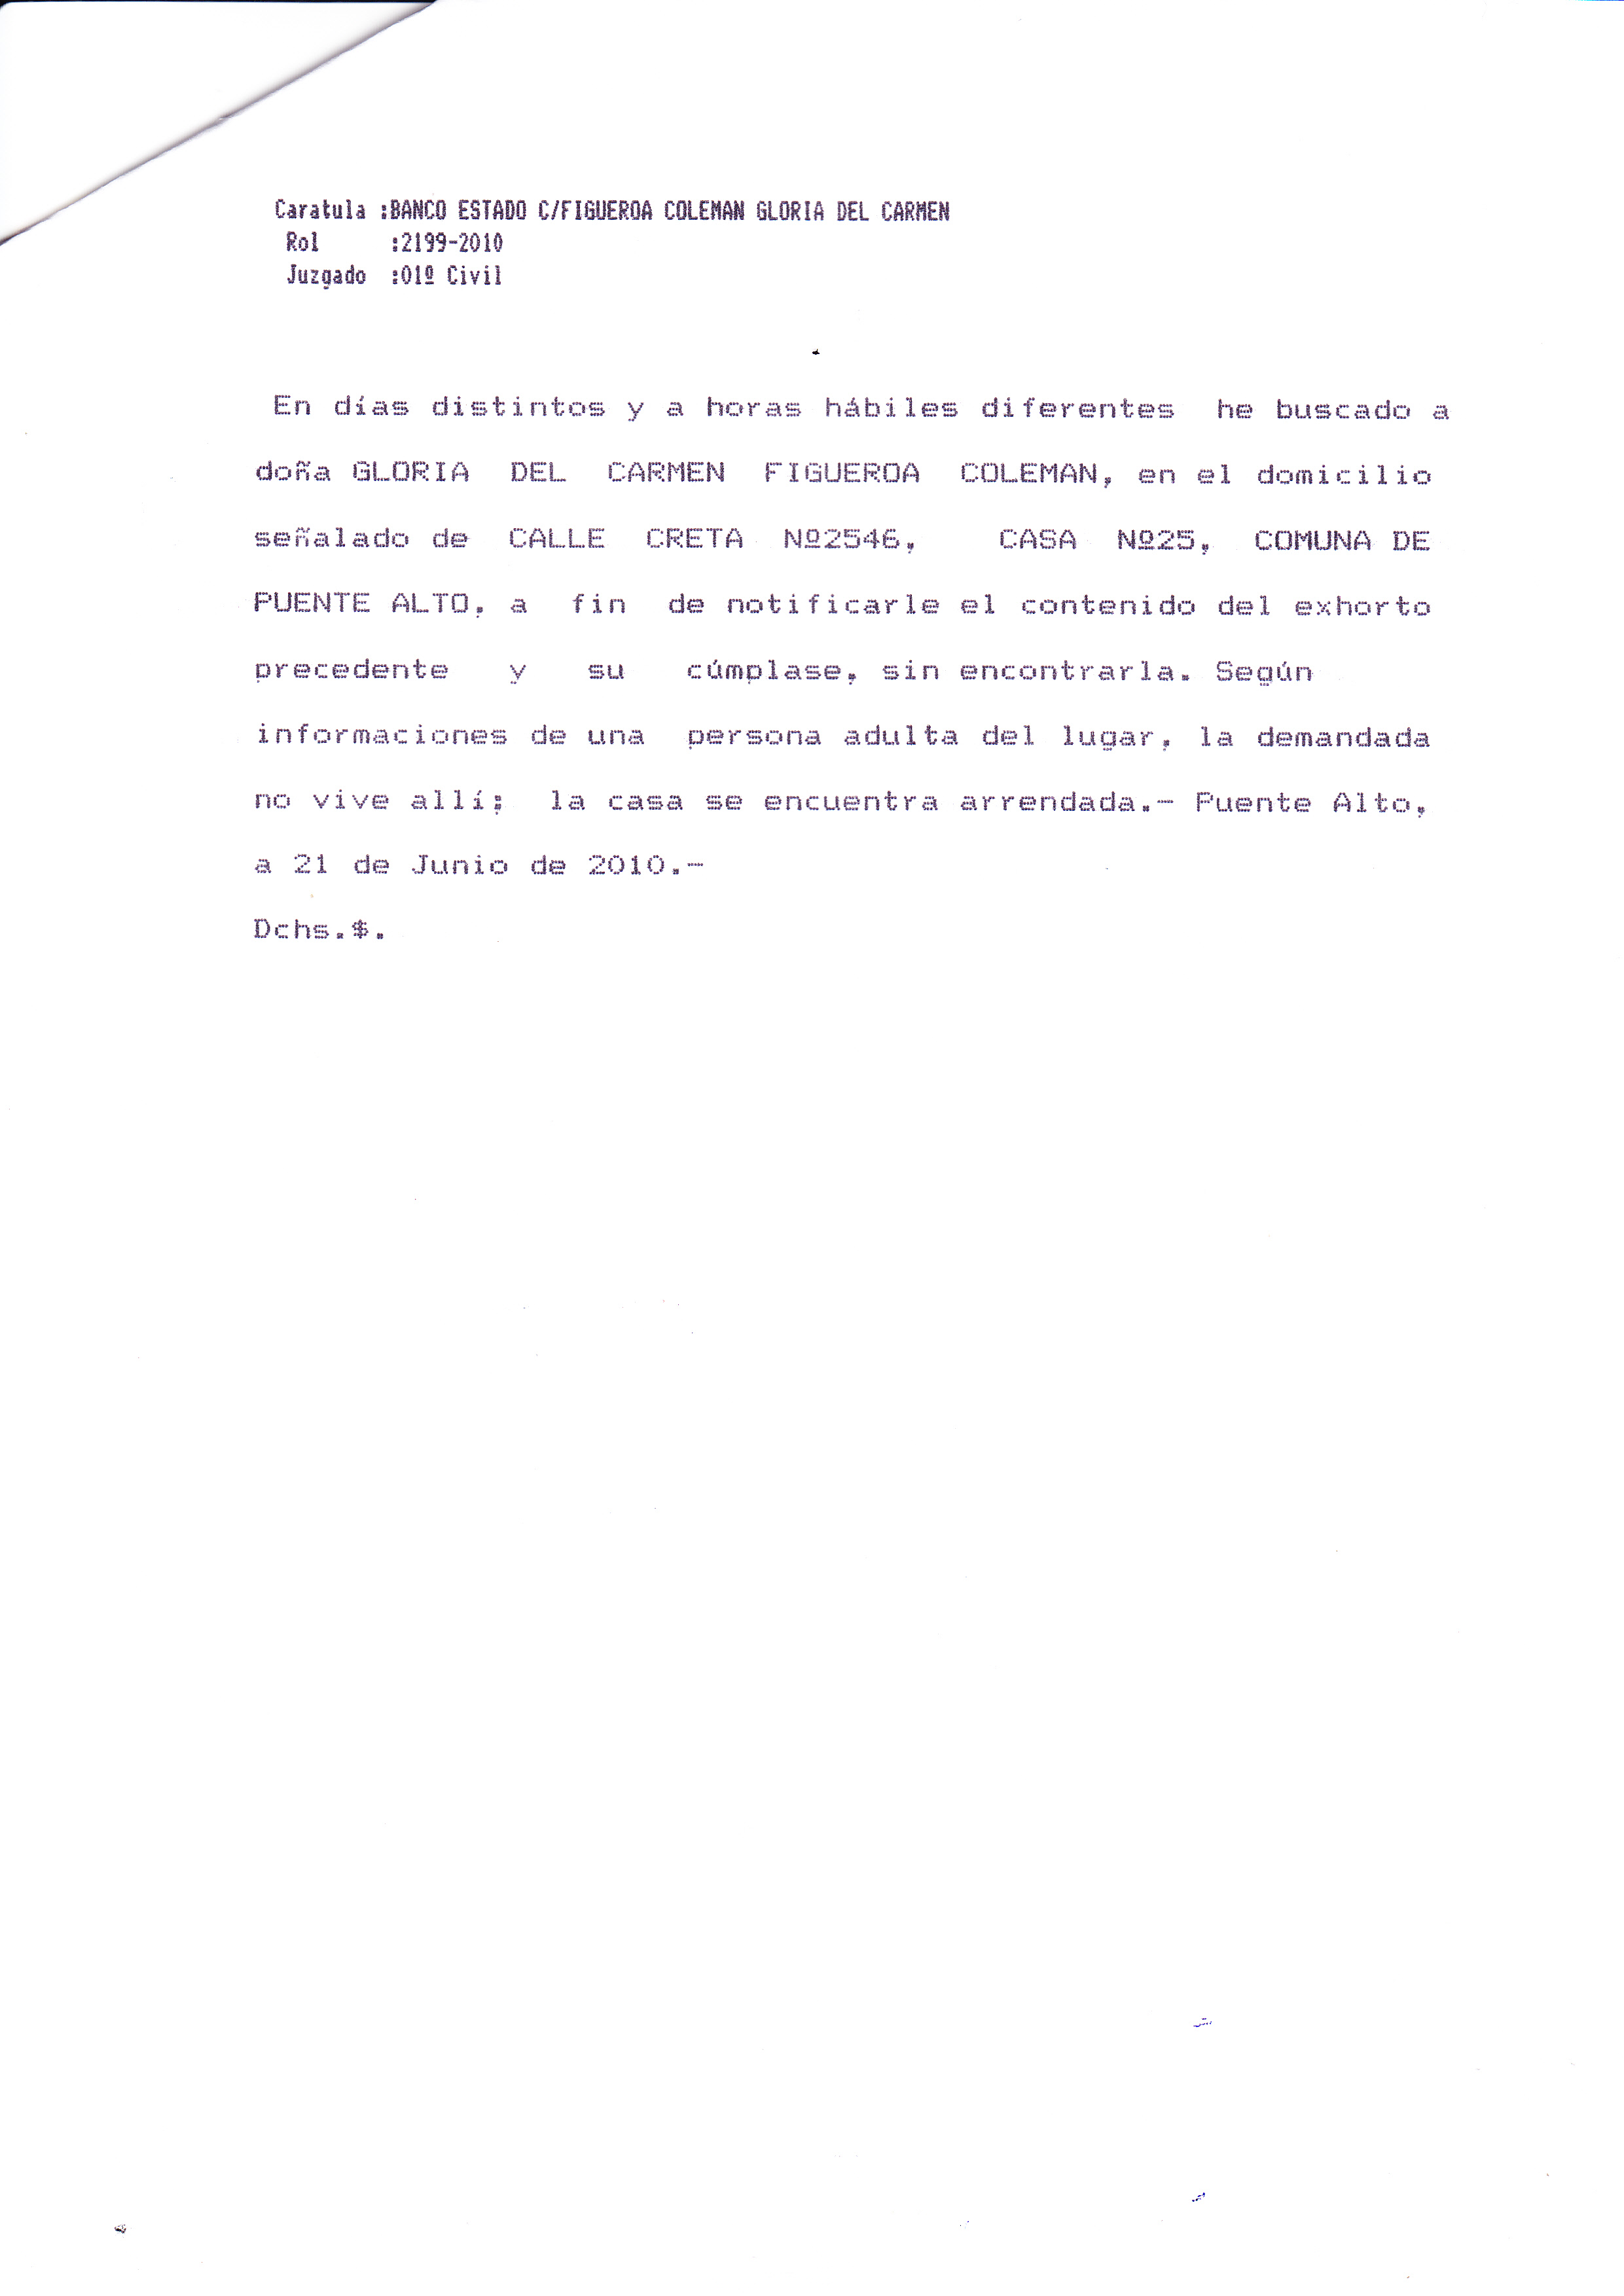 Caratula :BANCO ESTADO C/FIGUEROA COLEMAN GLORIA DEL CARMEN
Rol :2199-2010
Juzgado :01º Civil
En días distintos y a horas hábiles diferentes he buscado a
doña GLORIA DEL CARMEN FIGUEROA COLEMAN, en el domicilio
señalado de CALLE CRETA Nº2546, CASA Nº25, COMUNA DE
PUENTE ALTO, a fin de notificarle el contenido del exhorto
precedente y su cúmplase, sin encontrarla. Según
informaciones de una persona adulta del lugar, la demandada
no vive allí; la casa se encuentra arrendada.- Puente Alto,
a 21 de Junio de 2010.-
Dchs.$.